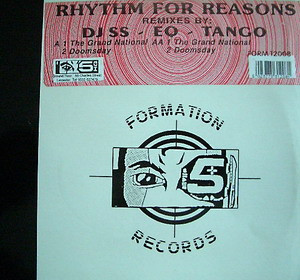 RHYTHM FOR REASONS
REMIXES BY:
DJ SS - EQ - TANGO
A 1 The Grand National AA 1 The Grand National
2 Doomsday 2 Doomsday
FORMATION
S
RECORDS